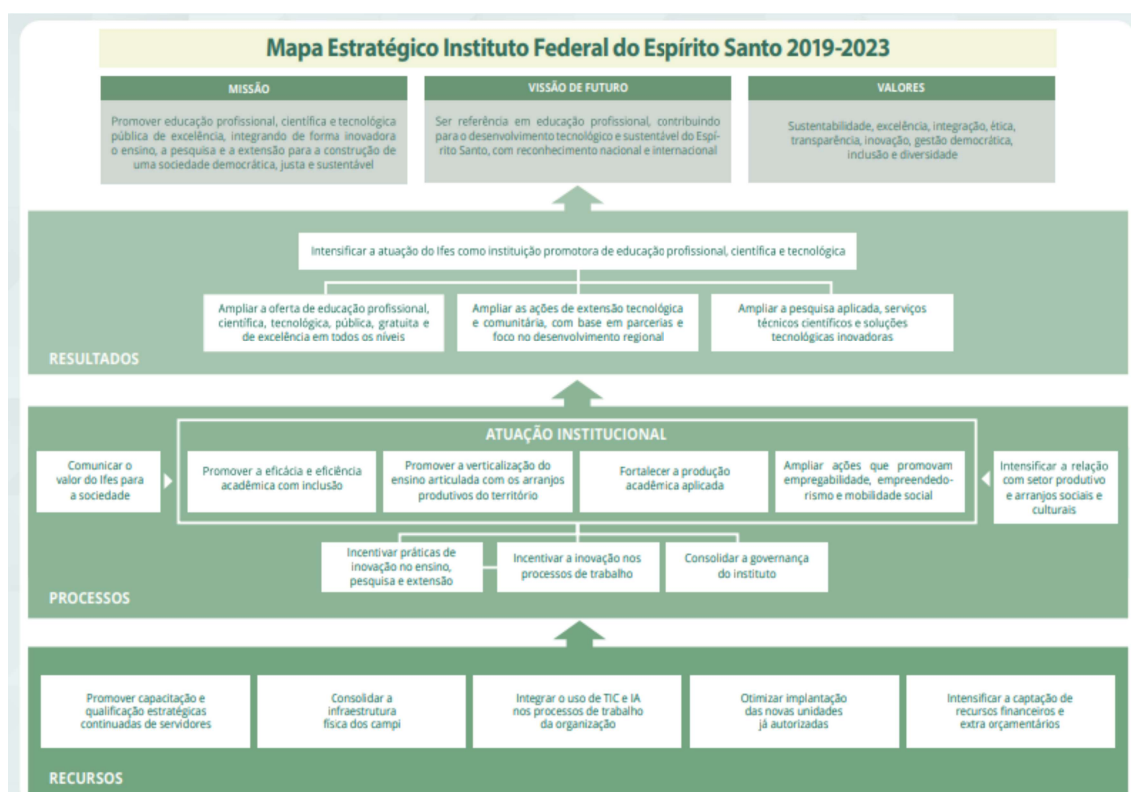 Mapa Estratégico Instituto Federal do Espírito Santo 2019-2023
MISSÃO
Promover educação profissional, científica e tecnológica
pública de excelência, integrando de forma inovadora
o ensino, a pesquisa e a extensão para a construção de
uma sociedade democrática, justa e sustentável
VISSÃO DE FUTURO
Ser referência em educação profissional, contribuindo
para o desenvolvimento tecnológico e sustentável do Espí-
rito Santo, com reconhecimento nacional e internacional
VALORES
Sustentabilidade, excelência, integração, ética,
transparência, inovação, gestão democrática,
inclusão e diversidade
Intensificar a atuação do Ifes como instituição promotora de educação profissional, científica e tecnológica
Ampliar a oferta de educação profissional,
científica, tecnológica, pública, gratuita e
de excelência em todos os níveis
Ampliar as ações de extensão tecnológica
e comunitária, com base em parcerias e
foco no desenvolvimento regional
Ampliar a pesquisa aplicada, serviços
técnicos científicos e soluções
tecnológicas inovadoras
RESULTADOS
ATUAÇÃO INSTITUCIONAL
Comunicar o
valor do Ifes para
a sociedade
Promover a eficácia e eficiência
acadêmica com inclusão
Promover a verticalização do
ensino articulada com os arranjos
produtivos do território
Fortalecer a produção
acadêmica aplicada
Ampliar ações que promovam
empregabilidade, empreendedo-
rismo e mobilidade social
Intensificar a relação
com setor produtivo
e arranjos sociais e
culturais
Incentivar práticas de
inovação no ensino,
pesquisa e extensão
Incentivar a inovação nos
processos de trabalho
Consolidar a governança
do instituto
PROCESSOS
Promover capacitação e
qualificação estratégicas
continuadas de servidores
Consolidar a
infraestrutura
física dos campi
Integrar o uso de TIC e IA
nos processos de trabalho
da organização
Otimizar implantação
das novas unidades
já autorizadas
Intensificar a captação de
recursos financeiros e
extra orçamentários
RECURSOS